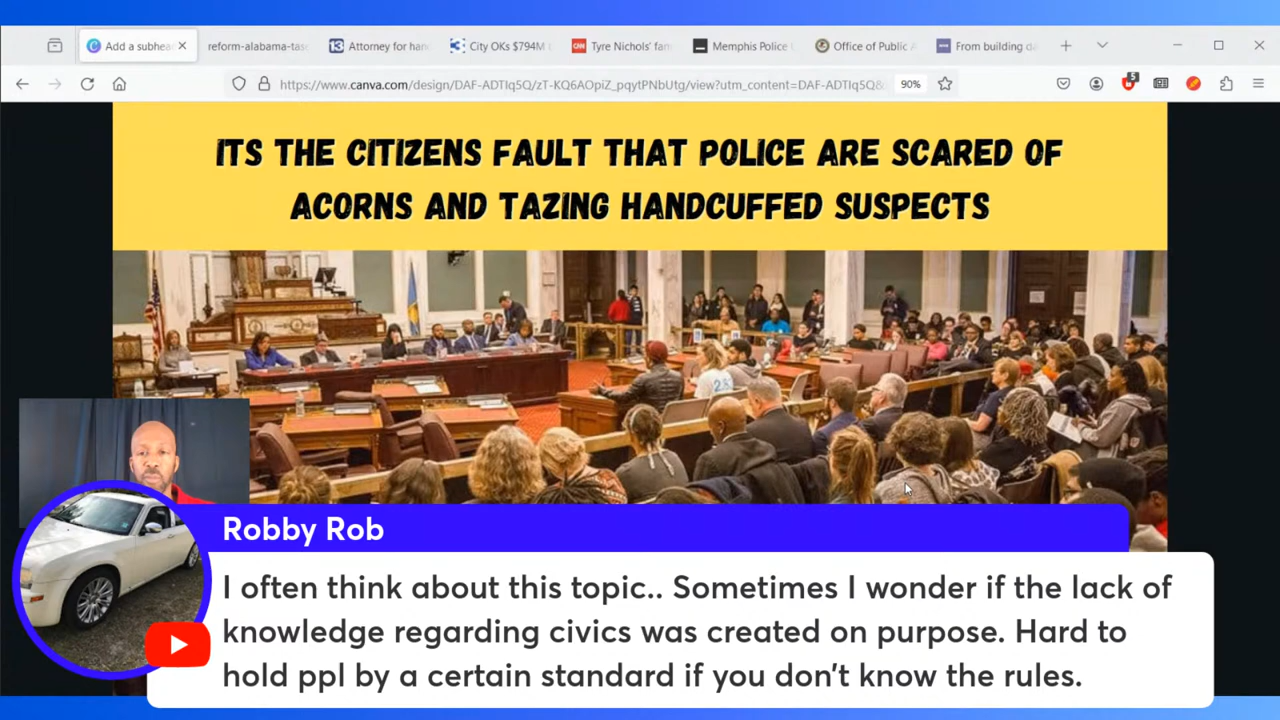 Add a subhea
reform-alabama-tas
13 Attorney for han
City OKs $794M
CNN Tyre Nichols' fam
Memphis Police
Office of Public A
From building da
https://www.canva.com/design/DAF-ADTIq5Q/zT-KQ6AOpiZ_pqytPNbUtg/view?utm_content=DAF-ADTIq5Q&
90%
5
ITS THE CITIZENS FAULT THAT POLICE ARE SCARED OF
ACORNS AND TAZING HANDCUFFED SUSPECTS
Robby Rob
I often think about this topic.. Sometimes I wonder if the lack of
knowledge regarding civics was created on purpose. Hard to
hold ppl by a certain standard if you don't know the rules.